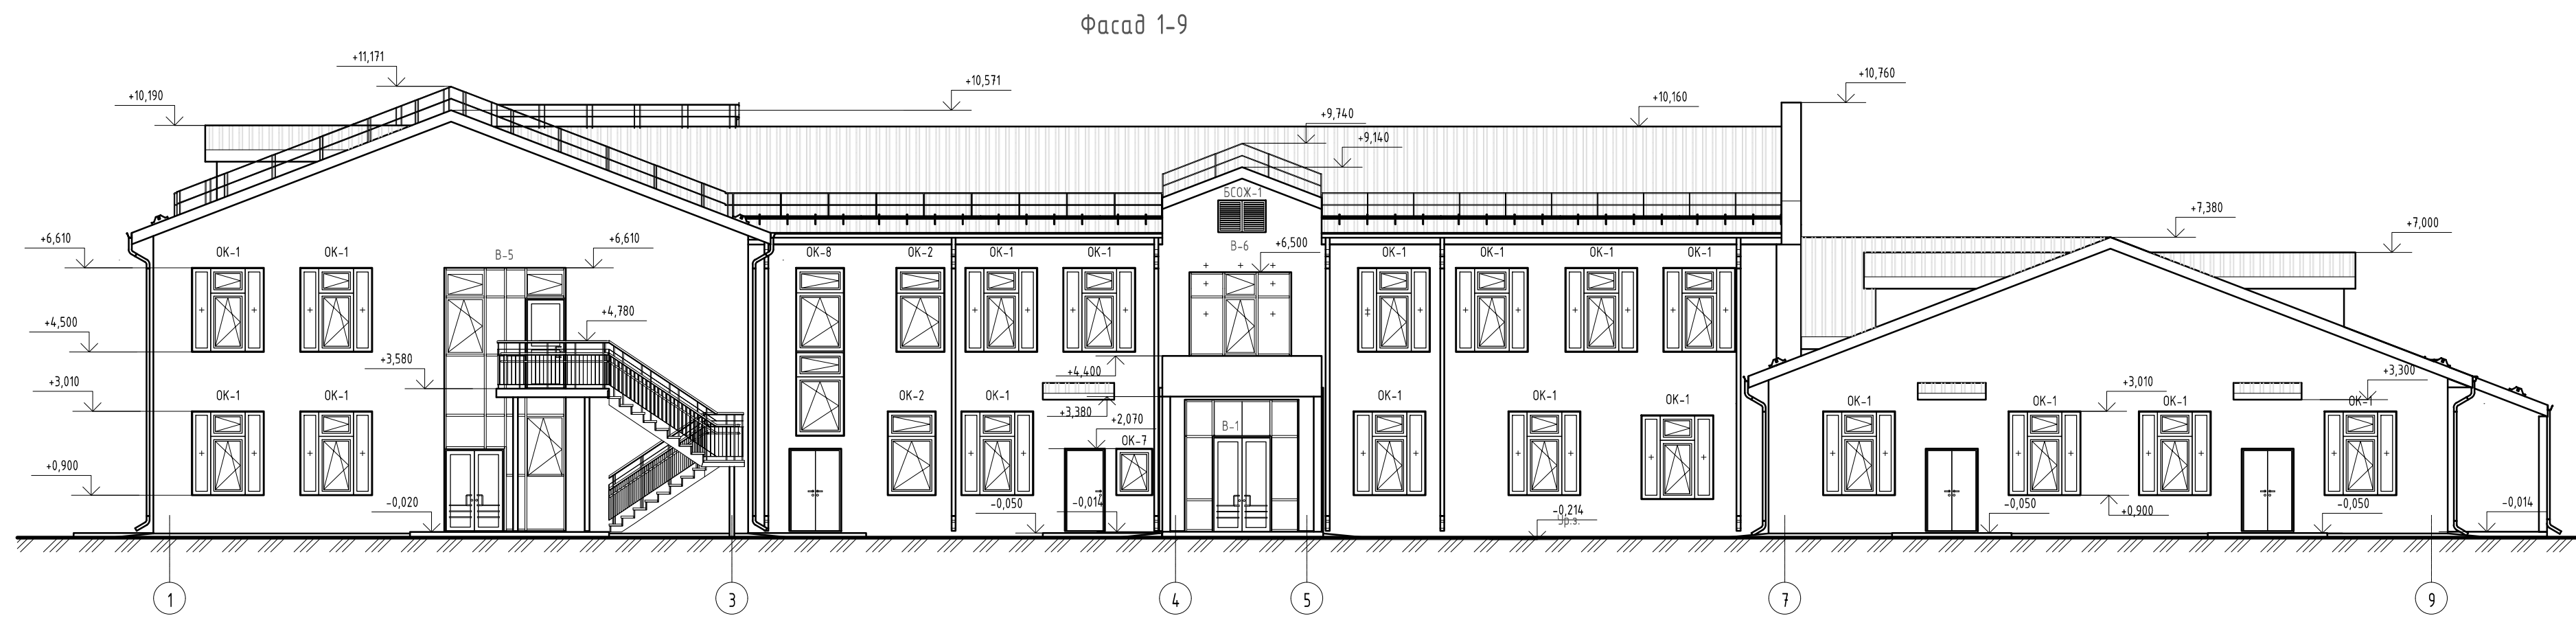 Фасад 1-9
+11,171
+10,190
+10,571
+10,160
+10,760
+9,740
+9,140
БСОЖ-1
+7,380
+7,000
+6,610
ОК-1
ОК-1
В-5
+6,610
ОК-8
ОК-2
ОК-1
ОК-1
В-6
+6,500
ОК-1
ОК-1
ОК-1
ОК-1
+4,500
+4,780
+3,580
+4,400
+3,300
+3,010
+3,380
+3,010
ОК-1
ОК-1
ОК-2
ОК-1
+2,070
ОК-7
В-1
ОК-1
ОК-1
ОК-1
ОК-1
ОК-1
ОК-1
ОК-1
+0,900
-0,020
-0,050
-0,014
-0,214
Ур.з.
-0,050
+0,900
-0,050
-0,014
1
3
4
5
7
9